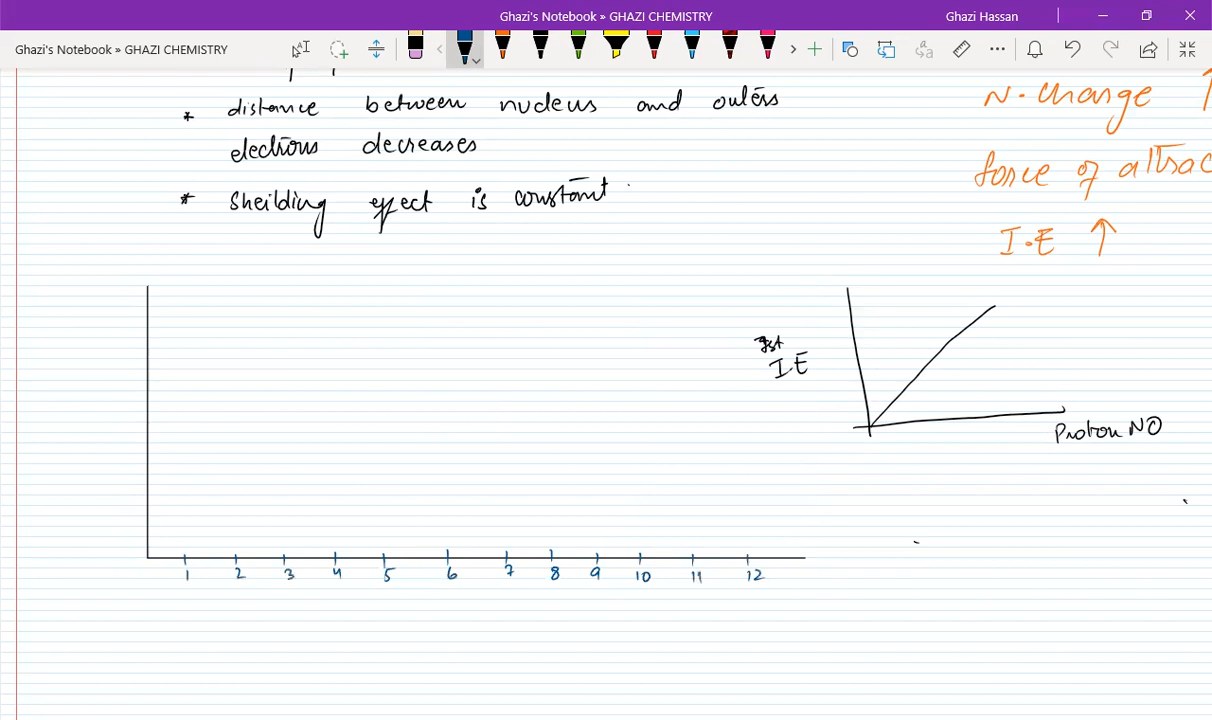 Ghazi's Notebook » GHAZI CHEMISTRY
Ghazi Hassan
Ghazi's Notebook » GHAZI CHEMISTRY
* distance between nucleus and outers
electrons decreases
* Sheilding effect is constant
N. Charge ↑
force of attrac
I.E ↑
Ist
I.E
Proton NO
1 2 3 4 5 6 7 8 9 10 11 12